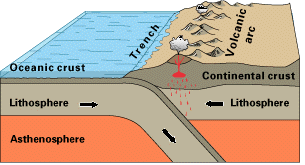 Trench
Volcanic
arc
Oceanic crust
Continental crust
Lithosphere
Lithosphere
Asthenosphere